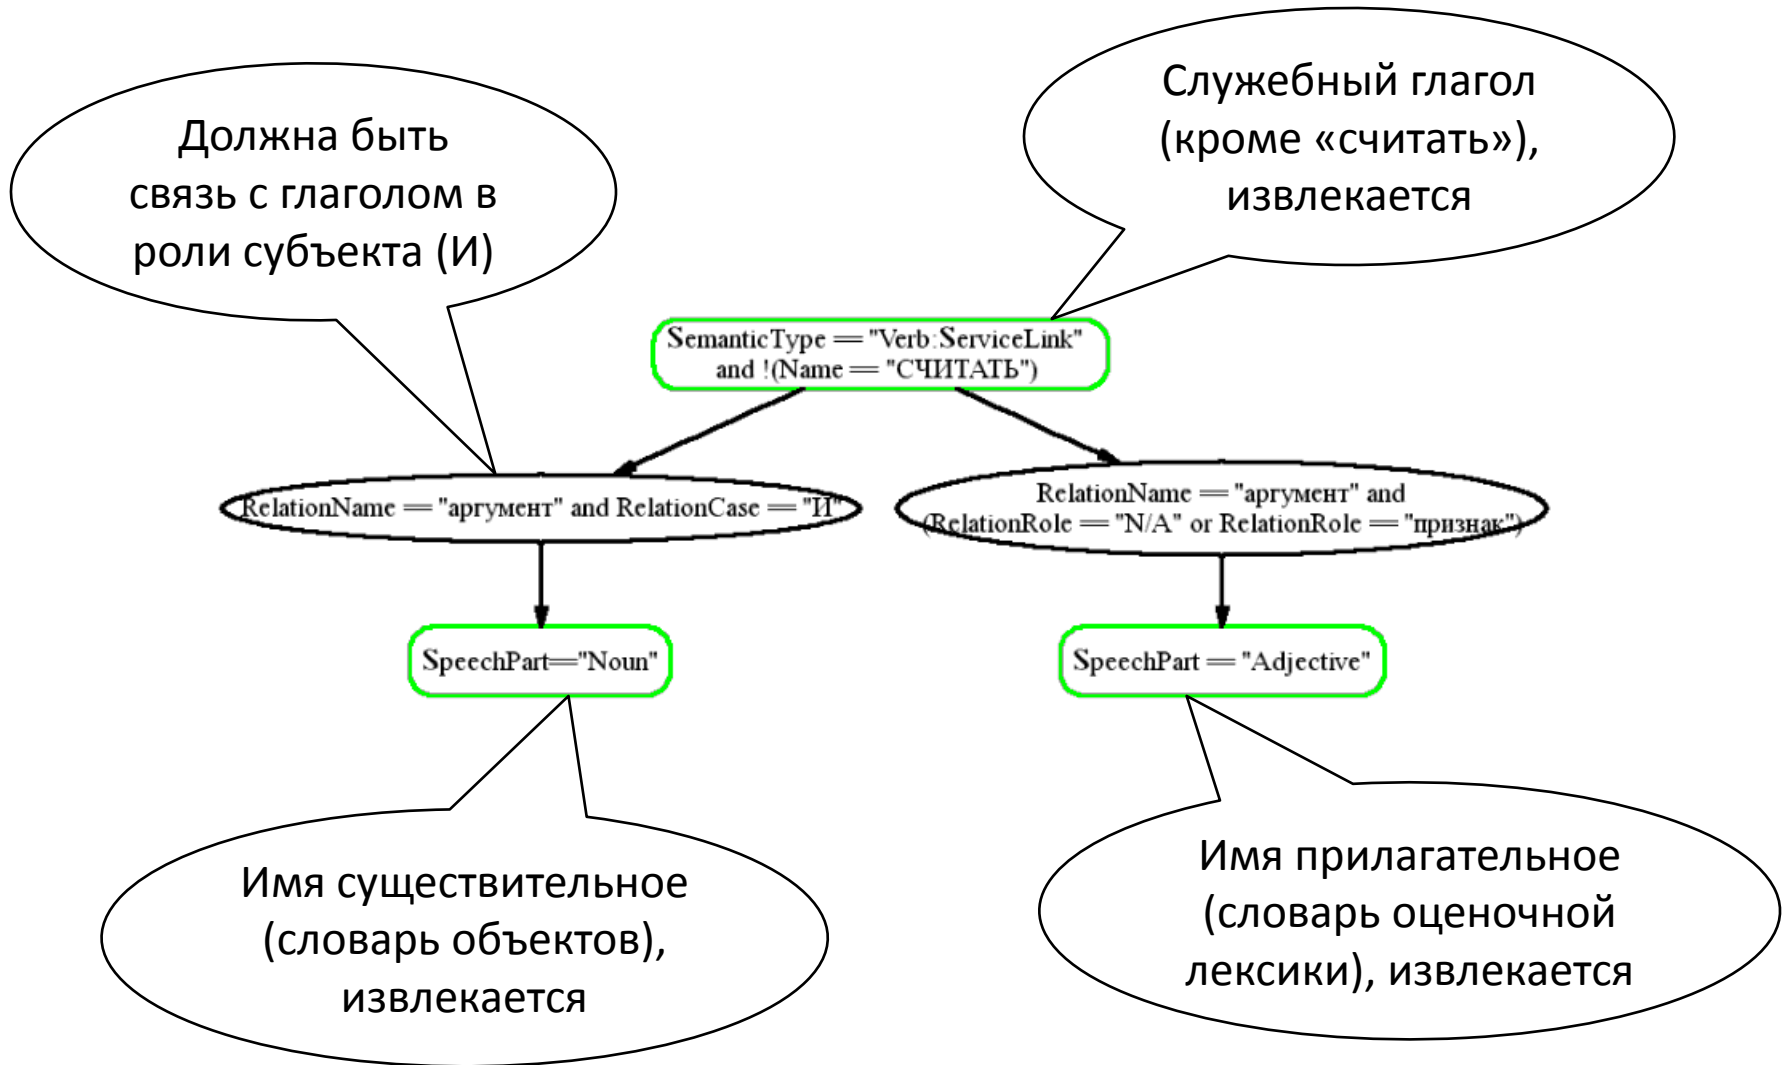 Служебный глагол
(кроме «считать»),
извлекается
Должна быть
связь с глаголом в
роли субъекта (И)
SemanticType == "Verb:ServiceLink"
and !(Name == "СЧИТАТЬ")
RelationName == "аргумент" and RelationCase == "И"
RelationName == "аргумент" and
(RelationRole == "N/A" or RelationRole == "признак")
SpeechPart=="Noun"
SpeechPart == "Adjective"
Имя существительное
(словарь объектов),
извлекается
Имя прилагательное
(словарь оценочной
лексики), извлекается